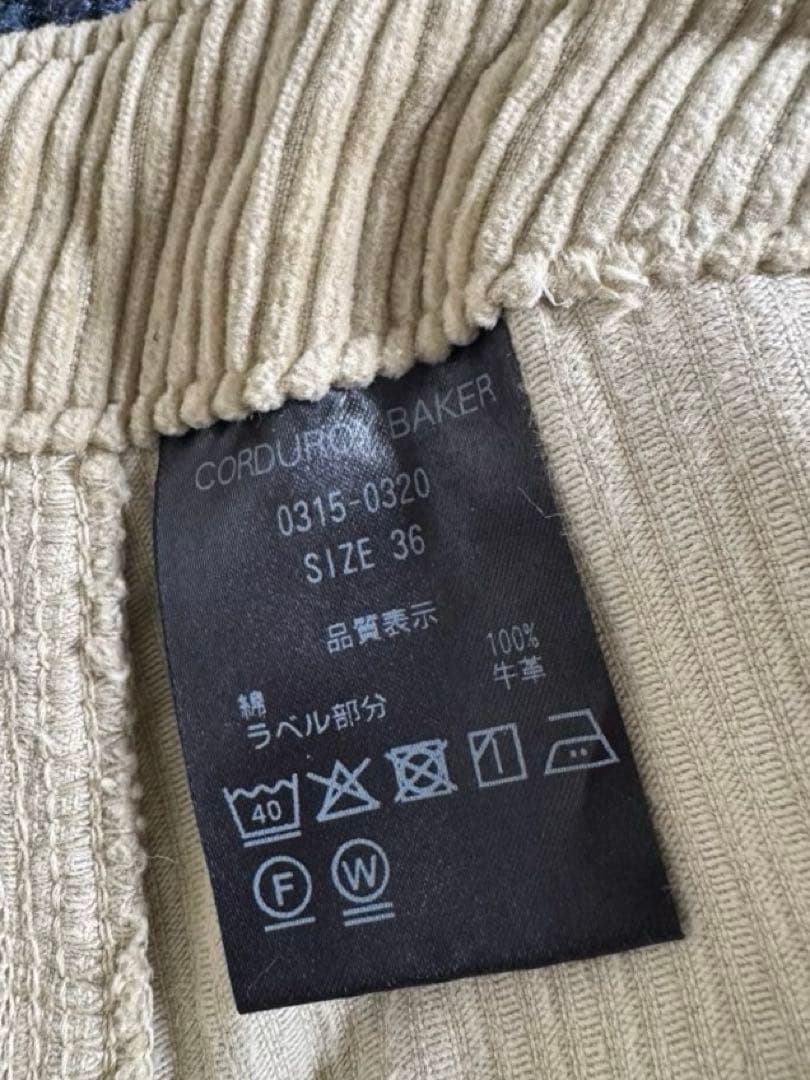 CORDUROY BAKER
0315-0320
SIZE 36
品質表示
綿 100%
ラベル部分 牛革
40
F W